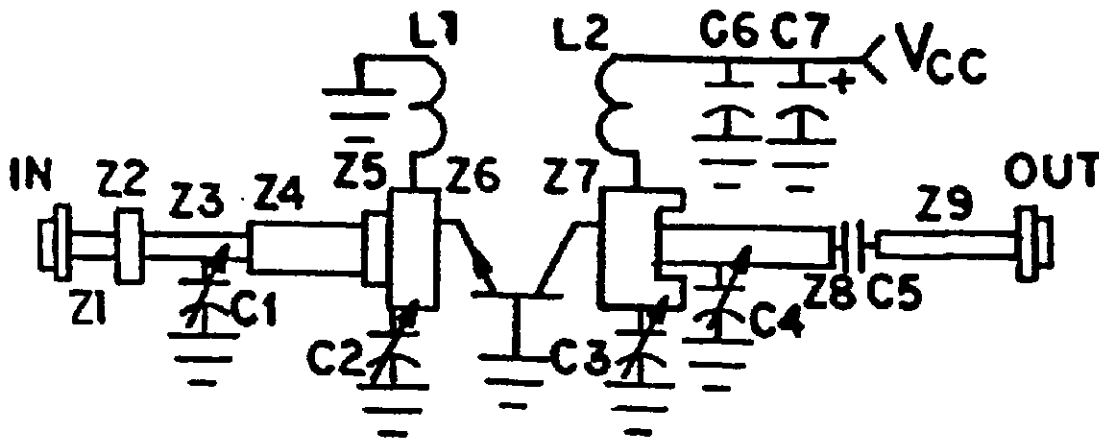 L1 L2 C6 C7 + VCC
IN Z2 Z3 Z4 Z5 Z6 Z7 Z9 OUT
Z1 C1 C2 C3 C4 Z8 C5